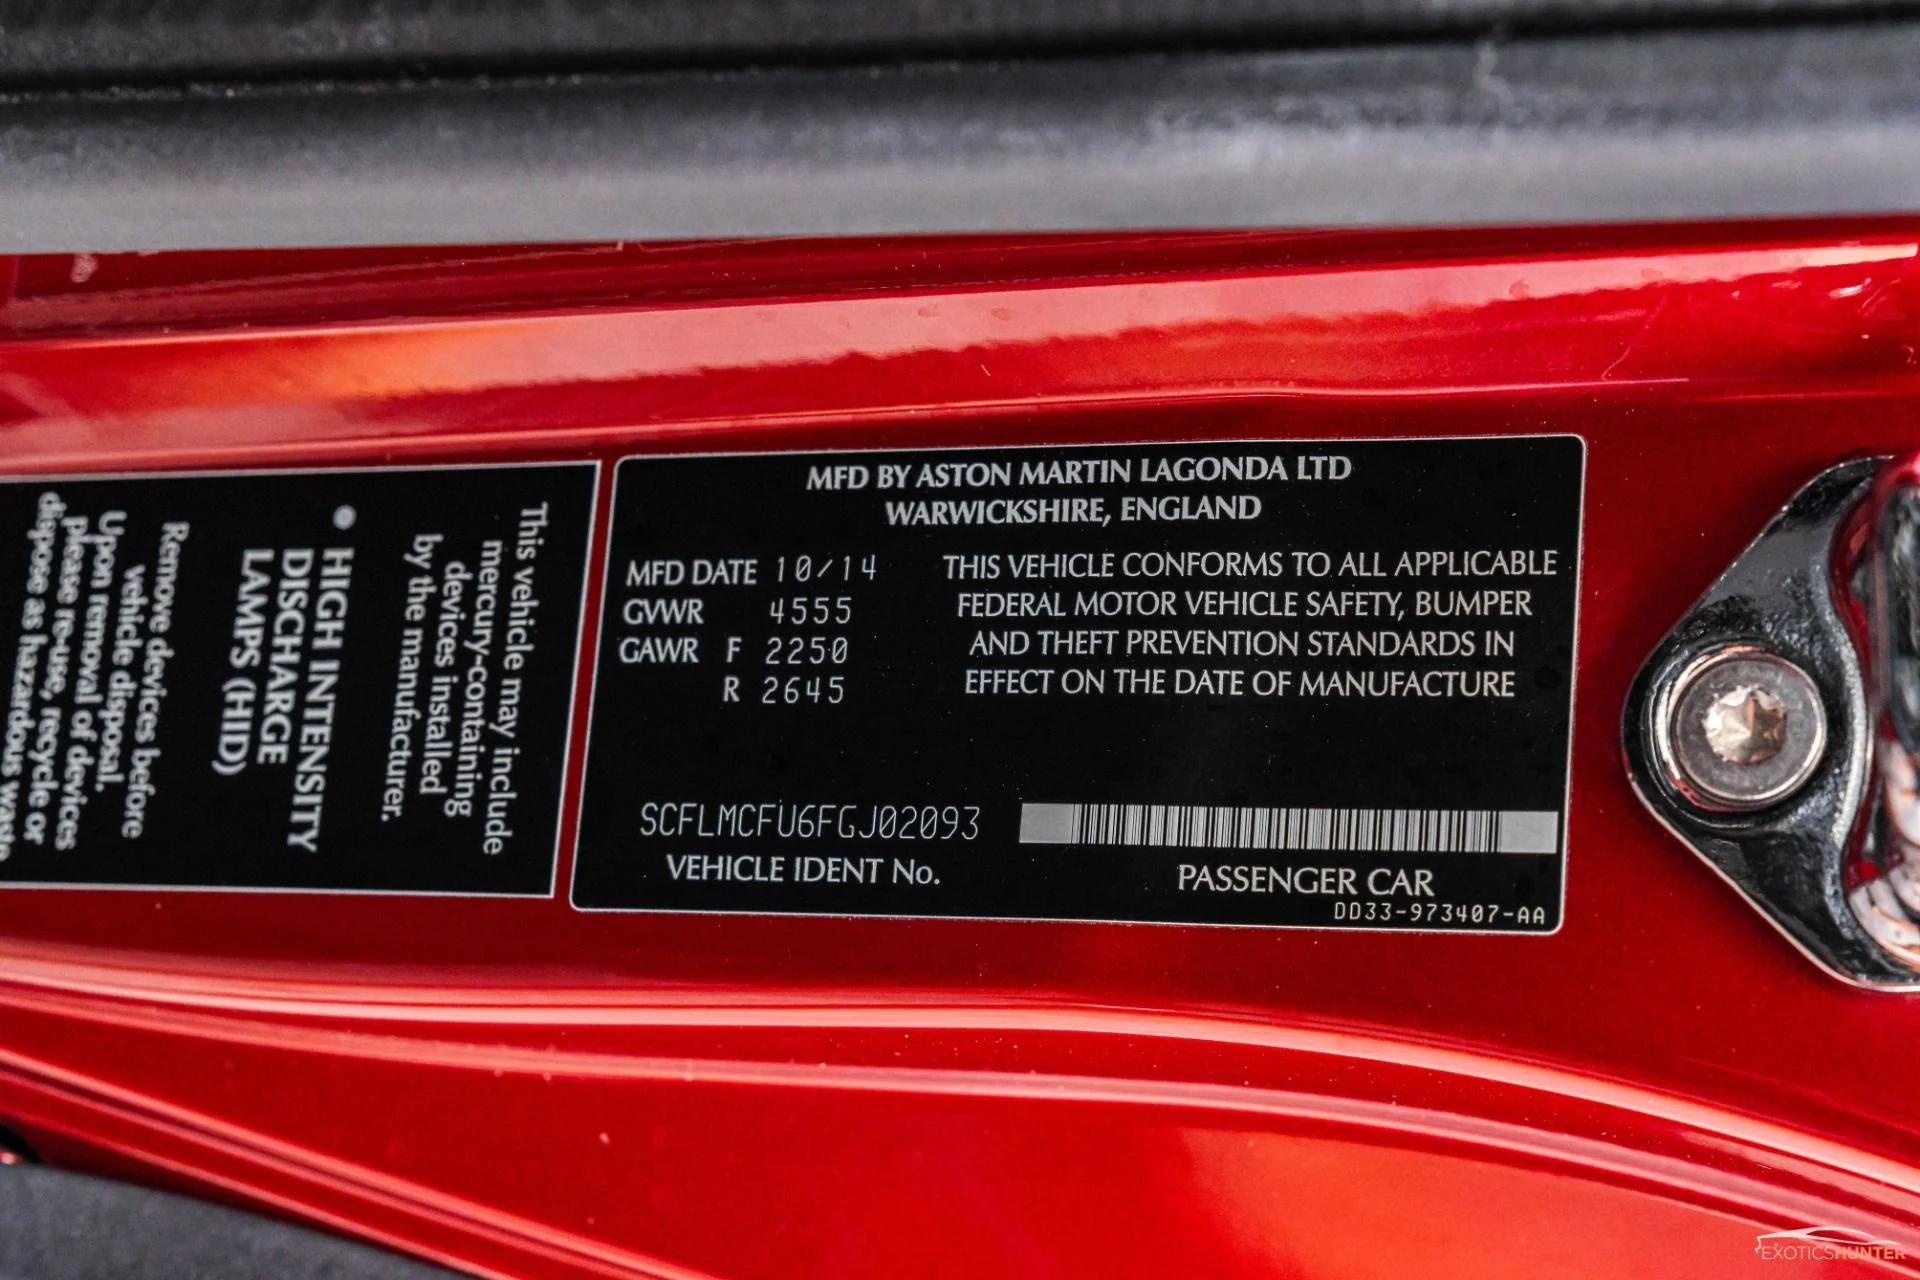 This vehicle may include
mercury-containing
devices installed
by the manufacturer.
● HIGH INTENSITY
DISCHARGE
LAMPS (HID)
Remove devices before
vehicle disposal.
Upon removal of devices
please re-use, recycle or
dispose as hazardous waste
MFD BY ASTON MARTIN LAGONDA LTD
WARWICKSHIRE, ENGLAND
MFD DATE 10/14
GVWR 4555
GAWR F 2250
R 2645
THIS VEHICLE CONFORMS TO ALL APPLICABLE
FEDERAL MOTOR VEHICLE SAFETY, BUMPER
AND THEFT PREVENTION STANDARDS IN
EFFECT ON THE DATE OF MANUFACTURE
SCFLMCFU6FGJ02093
VEHICLE IDENT No.
PASSENGER CAR
DD33-973407-AA
EXOTICSHUNTER